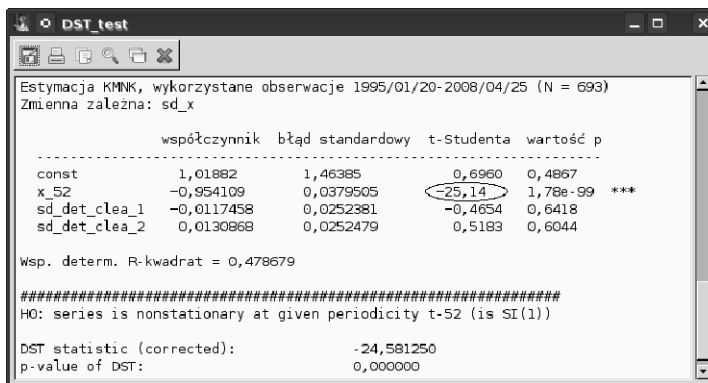 DST_test
Estymacja KMNK, wykorzystane obserwacje 1995/01/20-2008/04/25 (N = 693)
Zmienna zależna: sd_x
współczynnik błąd standardowy t-Studenta wartość p
const 1,01882 1,46385 0,6960 0,4867
x_52 -0,954109 0,0379505 -25,14 1,78e-99 ***
sd_det_clea_1 -0,0117458 0,0252381 -0,4654 0,6418
sd_det_clea_2 0,0130868 0,0252479 0,5183 0,6044
Wsp. determ. R-kwadrat = 0,478679
##################################################################
H0: series is nonstationary at given periodicity t-52 (is SI(1))
DST statistic (corrected): -24,581250
p-value of DST: 0,000000